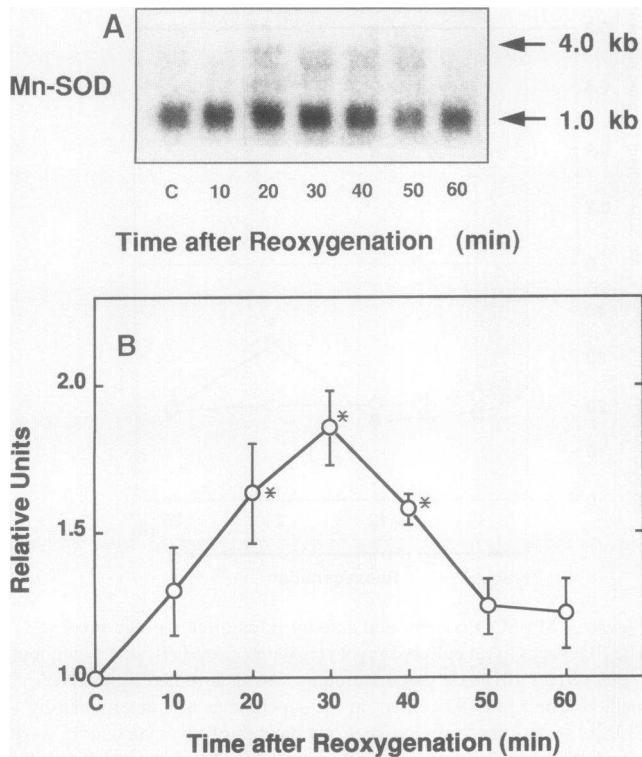 A
Mn-SOD
4.0 kb
1.0 kb
C 10 20 30 40 50 60
Time after Reoxygenation (min)
B
2.0
1.5
1.0
Relative Units
* * *
C 10 20 30 40 50 60
Time after Reoxygenation (min)